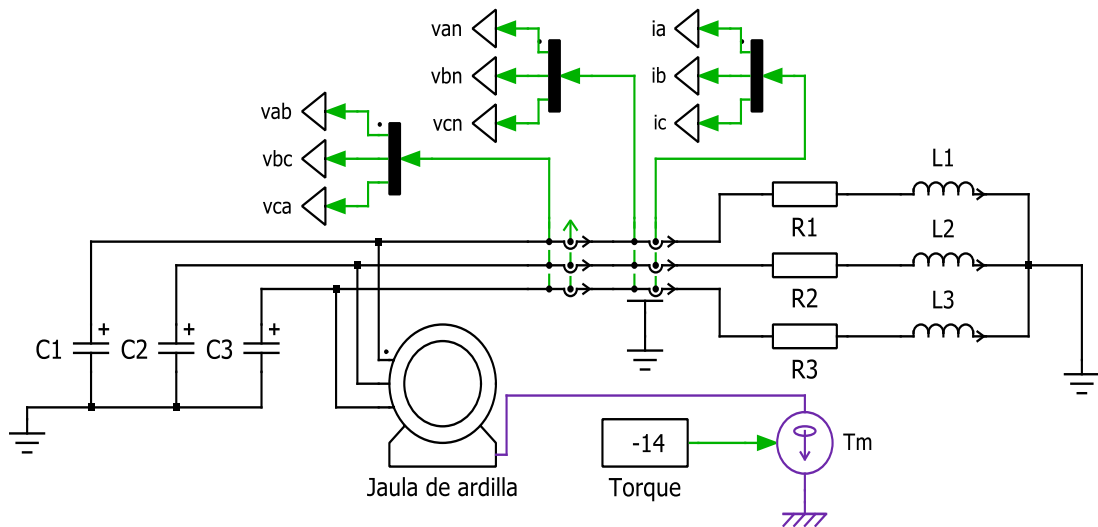 van
vbn
vcn
ia
ib
ic
vab
vbc
vca
L1
R1
L2
R2
L3
R3
C1
+
C2
+
C3
+
-14
Tm
Jaula de ardilla
Torque